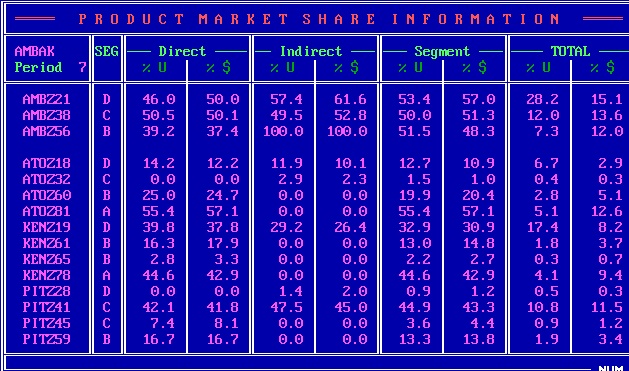 PRODUCT MARKET SHARE INFORMATION
AMBAK SEG Direct Indirect Segment TOTAL
Period 7 % U % $ % U % $ % U % $ % U % $
AMBZ21 D 46.0 50.0 57.4 61.6 53.4 57.0 28.2 15.1
AMBZ38 C 50.5 50.1 49.5 52.8 50.0 51.3 12.0 13.6
AMBZ56 B 39.2 37.4 100.0 100.0 51.5 48.3 7.3 12.0
ATOZ18 D 14.2 12.2 11.9 10.1 12.7 10.9 6.7 2.9
ATOZ32 C 0.0 0.0 2.9 2.3 1.5 1.0 0.4 0.3
ATOZ60 B 25.0 24.7 0.0 0.0 19.9 20.4 2.8 5.1
ATOZ81 A 55.4 57.1 0.0 0.0 55.4 57.1 5.1 12.6
KENZ19 D 39.8 37.8 29.2 26.4 32.9 30.9 17.4 8.2
KENZ61 B 16.3 17.9 0.0 0.0 13.0 14.8 1.8 3.7
KENZ65 B 2.8 3.3 0.0 0.0 2.2 2.7 0.3 0.7
KENZ78 A 44.6 42.9 0.0 0.0 44.6 42.9 4.1 9.4
PITZ28 D 0.0 0.0 1.4 2.0 0.9 1.2 0.5 0.3
PITZ41 C 42.1 41.8 47.5 45.0 44.9 43.3 10.8 11.5
PITZ45 C 7.4 8.1 0.0 0.0 3.6 4.4 0.9 1.2
PITZ59 B 16.7 16.7 0.0 0.0 13.3 13.8 1.9 3.4
NUM